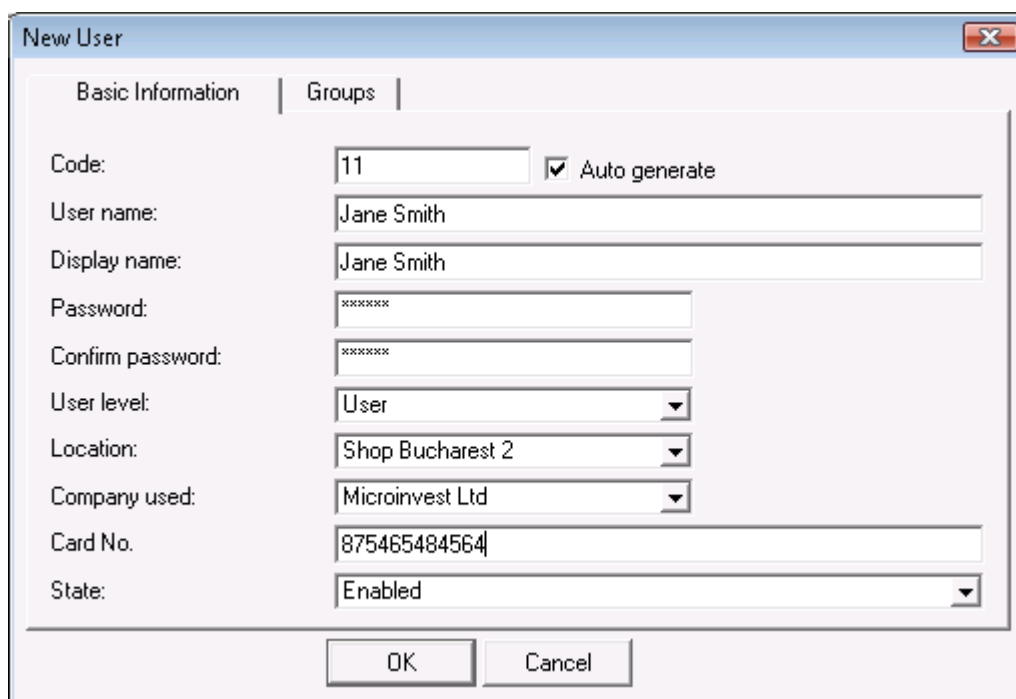 New User
Basic Information Groups
Code: 11 Auto generate
User name: Jane Smith
Display name: Jane Smith
Password: ******
Confirm password: ******
User level: User
Location: Shop Bucharest 2
Company used: Microinvest Ltd
Card No. 875465484564
State: Enabled
OK Cancel